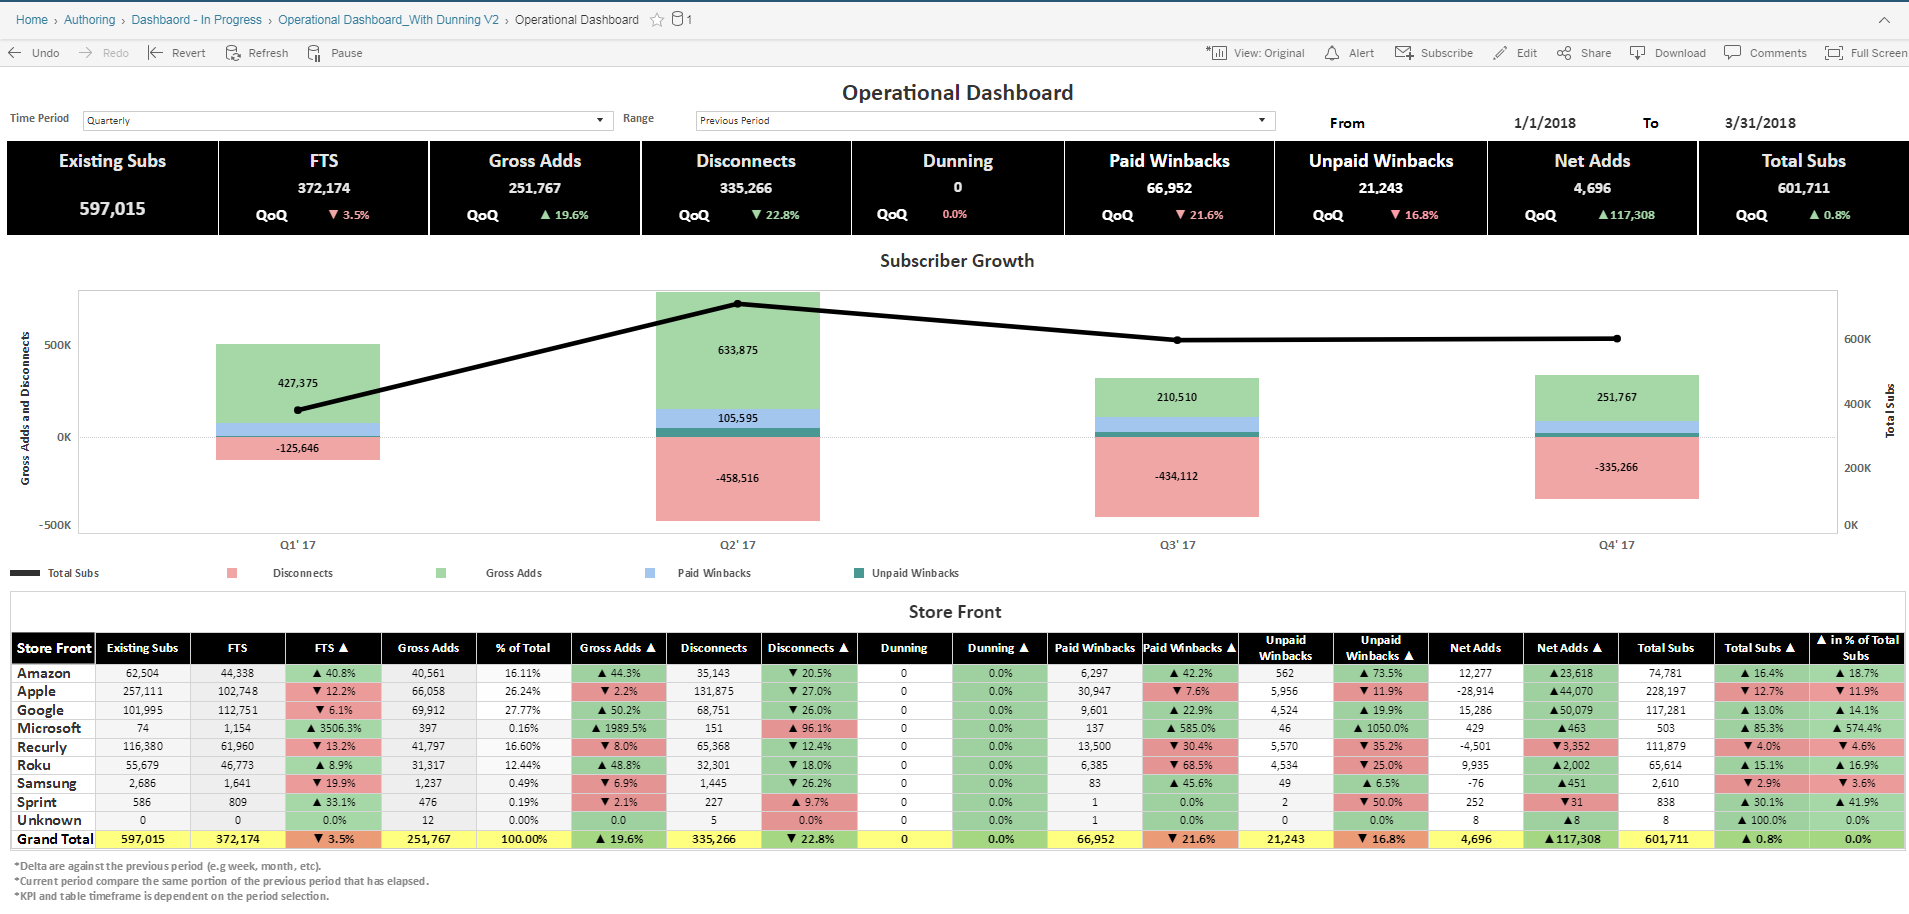 Home › Authoring › Dashbaord - In Progress › Operational Dashboard_With Dunning V2 › Operational Dashboard 1
Undo Redo Revert Refresh Pause View: Original Alert Subscribe Edit Share Download Comments Full Screen
Operational Dashboard
Time Period Quarterly Range Previous Period From 1/1/2018 To 3/31/2018
Existing Subs FTS Gross Adds Disconnects Dunning Paid Winbacks Unpaid Winbacks Net Adds Total Subs
597,015 372,174 251,767 335,266 0 66,952 21,243 4,696 601,711
QoQ ▼ 3.5% QoQ ▲ 19.6% QoQ ▼ 22.8% QoQ 0.0% QoQ ▼ 21.6% QoQ ▼ 16.8% QoQ ▲117,308 QoQ ▲ 0.8%
Subscriber Growth
Gross Adds and Disconnects
500K
0K
-500K
427,375
-125,646
633,875
105,595
-458,516
210,510
-434,112
251,767
-335,266
600K
400K
200K
0K
Total Subs
Q1' 17 Q2' 17 Q3' 17 Q4' 17
Total Subs Disconnects Gross Adds Paid Winbacks Unpaid Winbacks
Store Front
Store Front Existing Subs FTS FTS ▲ Gross Adds % of Total Gross Adds ▲ Disconnects Disconnects ▲ Dunning Dunning ▲ Paid Winbacks Paid Winbacks ▲ Unpaid Winbacks Unpaid Winbacks ▲ Net Adds Net Adds ▲ Total Subs Total Subs ▲ ▲ in % of Total Subs
Amazon 62,504 44,338 ▲ 40.8% 40,561 16.11% ▲ 44.3% 35,143 ▼ 20.5% 0 0.0% 6,297 ▲ 42.2% 562 ▲ 73.5% 12,277 ▲23,618 74,781 ▲ 16.4% ▲ 18.7%
Apple 257,111 102,748 ▼ 12.2% 66,058 26.24% ▼ 2.2% 131,875 ▼ 27.0% 0 0.0% 30,947 ▼ 7.6% 5,956 ▼ 11.9% -28,914 ▲44,070 228,197 ▼ 12.7% ▼ 11.9%
Google 101,995 112,751 ▼ 6.1% 69,912 27.77% ▲ 50.2% 68,751 ▼ 26.0% 0 0.0% 9,601 ▲ 22.9% 4,524 ▲ 19.9% 15,286 ▲50,079 117,281 ▲ 13.0% ▲ 14.1%
Microsoft 74 1,154 ▲ 3506.3% 397 0.16% ▲ 1989.5% 151 ▲ 96.1% 0 0.0% 137 ▲ 585.0% 46 ▲ 1050.0% 429 ▲463 503 ▲ 85.3% ▲ 574.4%
Recurly 116,380 61,960 ▼ 13.2% 41,797 16.60% ▼ 8.0% 65,368 ▼ 12.4% 0 0.0% 13,500 ▼ 30.4% 5,570 ▼ 35.2% -4,501 ▼3,352 111,879 ▼ 4.0% ▼ 4.6%
Roku 55,679 46,773 ▲ 8.9% 31,317 12.44% ▲ 48.8% 32,301 ▼ 18.0% 0 0.0% 6,385 ▼ 68.5% 4,534 ▼ 25.0% 9,935 ▲2,002 65,614 ▲ 15.1% ▲ 16.9%
Samsung 2,686 1,641 ▼ 19.9% 1,237 0.49% ▼ 6.9% 1,445 ▼ 26.2% 0 0.0% 83 ▲ 45.6% 49 ▲ 6.5% -76 ▲451 2,610 ▼ 2.9% ▼ 3.6%
Sprint 586 809 ▲ 33.1% 476 0.19% ▼ 2.1% 227 ▲ 9.7% 0 0.0% 1 0.0% 2 ▼ 50.0% 252 ▼31 838 ▲ 30.1% ▲ 41.9%
Unknown 0 0 0.0% 12 0.00% 0.0 5 0.0% 0 0.0% 1 0.0% 0 0.0% 8 ▲8 8 ▲ 100.0% 0.0%
Grand Total 597,015 372,174 ▼ 3.5% 251,767 100.00% ▲ 19.6% 335,266 ▼ 22.8% 0 0.0% 66,952 ▼ 21.6% 21,243 ▼ 16.8% 4,696 ▲117,308 601,711 ▲ 0.8% 0.0%
*Delta are against the previous period (e.g week, month, etc).
*Current period compare the same portion of the previous period that has elapsed.
*KPI and table timeframe is dependent on the period selection.